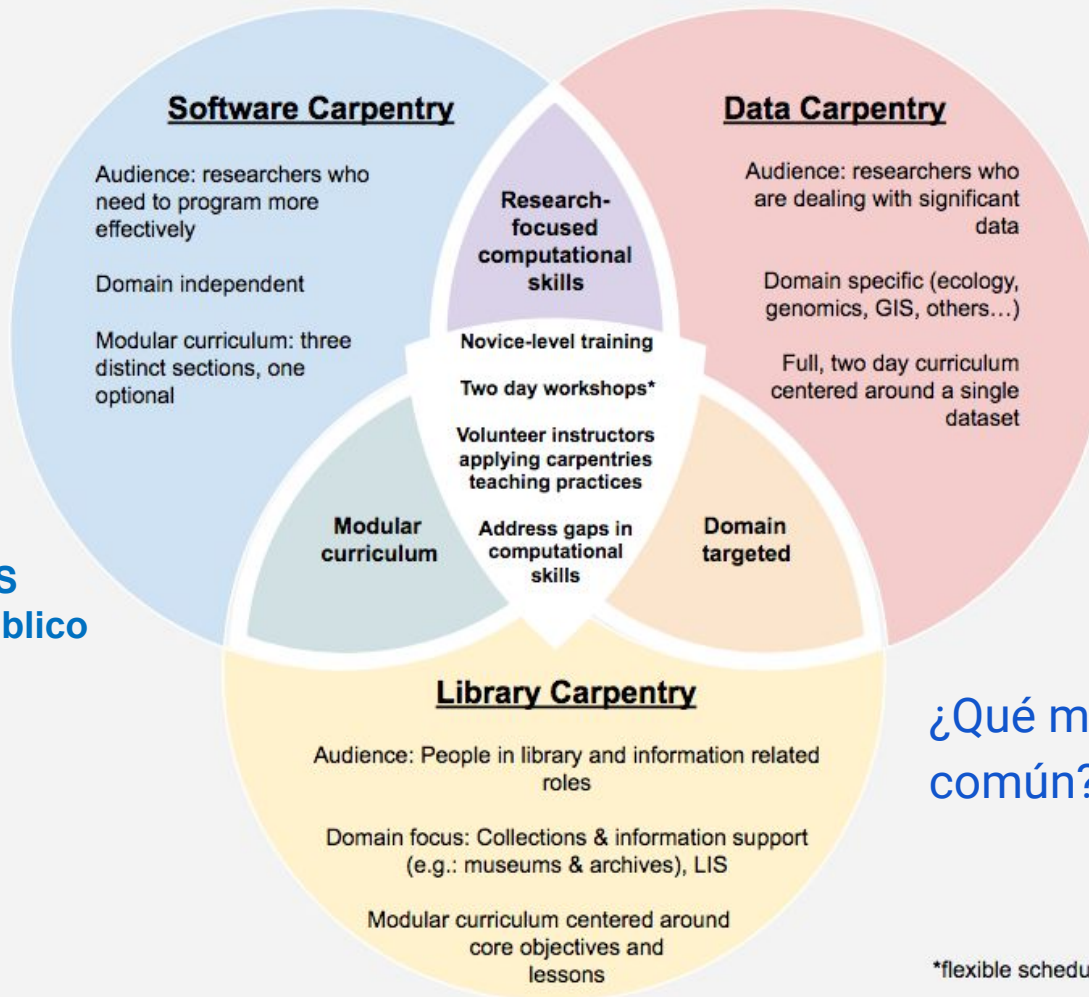 Software Carpentry
Audience: researchers who
need to program more
effectively
Domain independent
Modular curriculum: three
distinct sections, one
optional
Data Carpentry
Audience: researchers who
are dealing with significant
data
Domain specific (ecology,
genomics, GIS, others...)
Full, two day curriculum
centered around a single
dataset
Research-
focused
computational
skills
Novice-level training
Two day workshops*
Volunteer instructors
applying carpentries
teaching practices
Address gaps in
computational
skills
Modular
curriculum
Domain
targeted
Library Carpentry
Audience: People in library and information related
roles
Domain focus: Collections & information support
(e.g.: museums & archives), LIS
Modular curriculum centered around
core objectives and
lessons
¿Qué
común?
*flexible